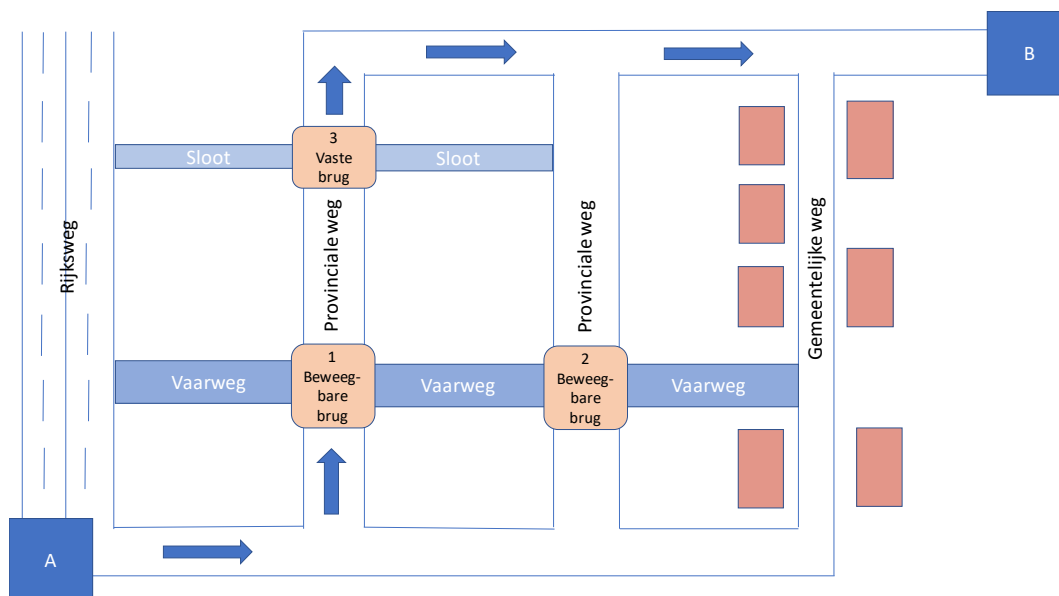 B
3
Vaste
brug
Sloot
Sloot
Rijksweg
Provinciale weg
Provinciale weg
Gemeentelijke weg
1
Beweeg-
bare
brug
2
Beweeg-
bare
brug
Vaarweg
Vaarweg
Vaarweg
A